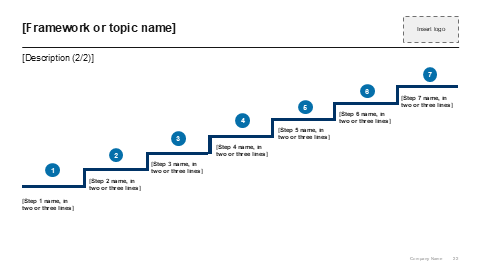 [Framework or topic name]
Insert logo
[Description (2/2)]
1
[Step 1 name, in
two or three lines]
2
[Step 2 name, in
two or three lines]
3
[Step 3 name, in
two or three lines]
4
[Step 4 name, in
two or three lines]
5
[Step 5 name, in
two or three lines]
6
[Step 6 name, in
two or three lines]
7
[Step 7 name, in
two or three lines]
Company Name